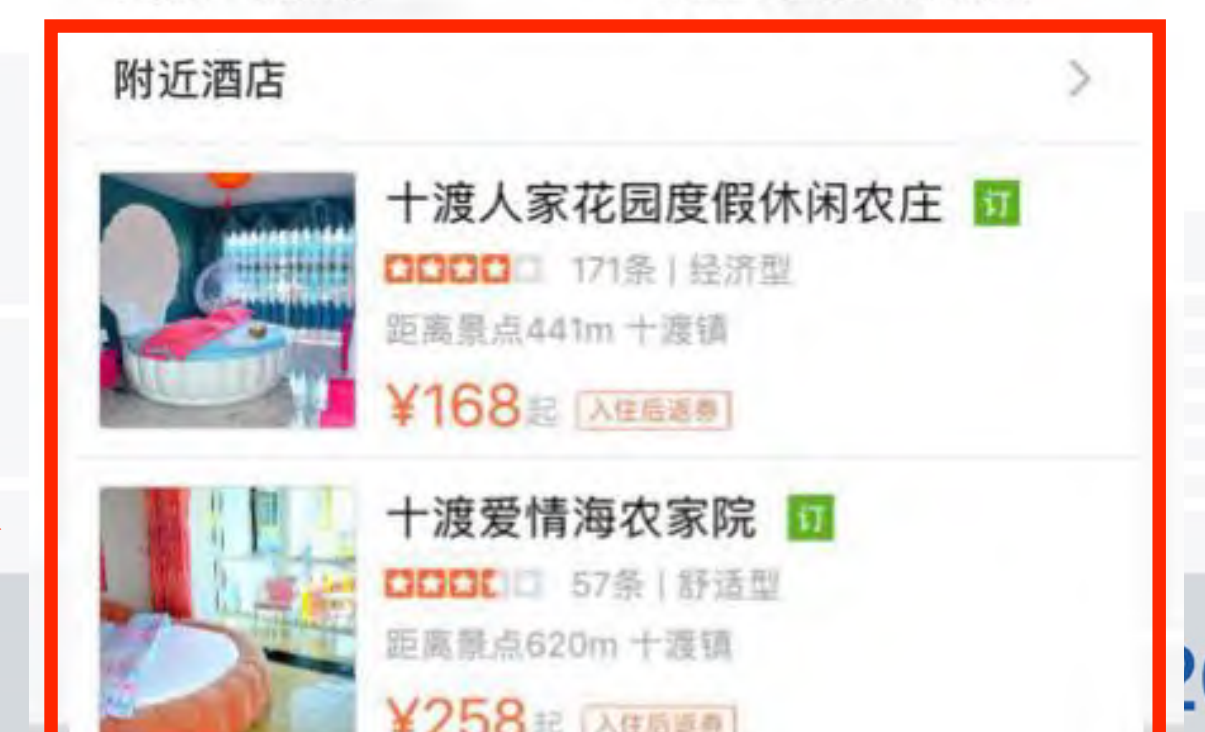 附近酒店
十渡人家花园度假休闲农庄 订
171条 | 经济型
距离景点441m 十渡镇
¥168起 入住后返券
十渡爱情海农家院 订
57条 | 舒适型
距离景点620m 十渡镇
¥258起 入住后返券